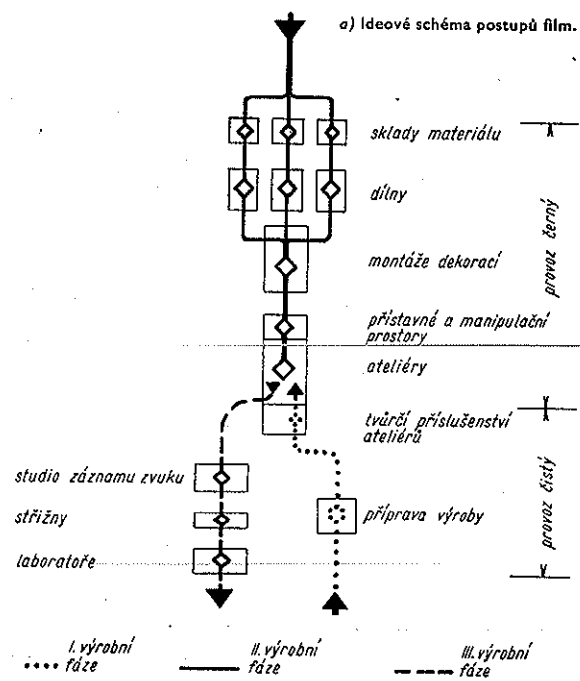 a) Ideové schéma postupů film.
sklady materiálu
dílny
montáže dekorací
přístavné a manipulační
prostory
ateliéry
tvůrčí příslušenství
ateliérů
provoz černý
studio záznamu zvuku
střižny
laboratoře
příprava výroby
provoz čistý
I. výrobní
fáze
II. výrobní
fáze
III. výrobní
fáze